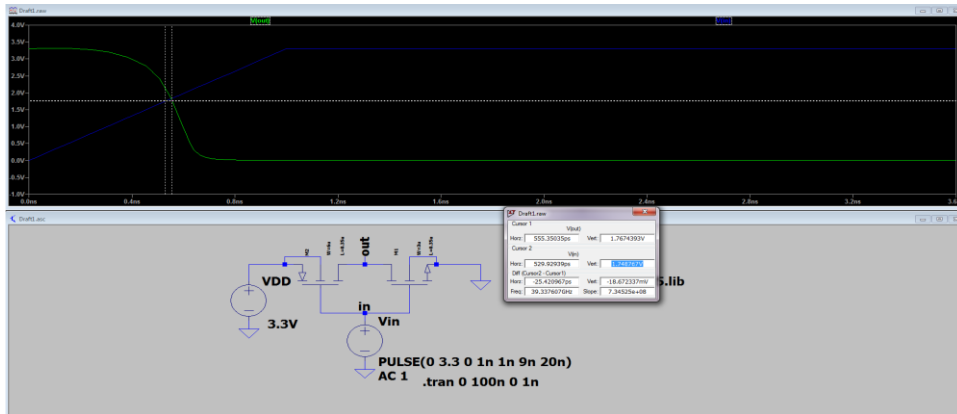 Draft1.raw
V(out)
4.0V
3.5V
3.0V
2.5V
2.0V
1.5V
1.0V
0.5V
0.0V
-0.5V
-1.0V
0.0ns 0.4ns 0.8ns 1.2ns 1.6ns 2.0ns 2.4ns 2.8ns 3.2ns 3.6
Draft1.asc
Draft1.raw
Cursor 1
V(out)
Horz: 555.35035ps Vert: 1.7674393V
Cursor 2
V(in)
Horz: 529.92939ps Vert:
Diff (Cursor2 - Cursor1)
Horz: -25.420967ps Vert: -18.672337mV
Freq: 39.337607GHz Slope: 7.34525e+08
out
VDD
5.lib
in
Vin
3.3V
PULSE(0 3.3 0 1n 1n 9n 20n)
AC 1
.tran 0 100n 0 1n